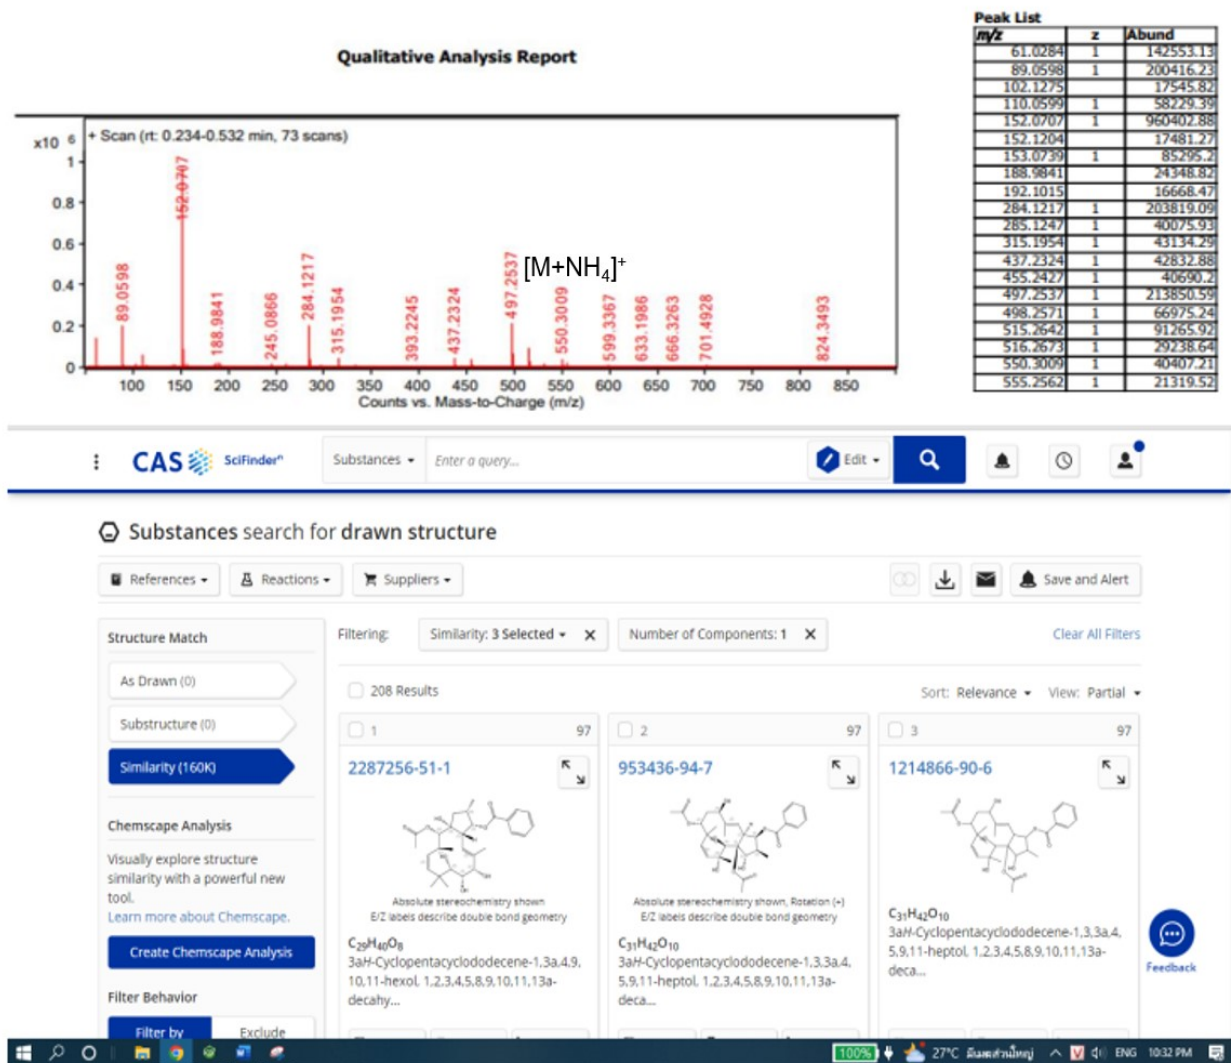 Peak List
m/z z Abund
61.0284 1 142553.13
89.0598 1 200416.23
102.1275 17545.82
110.0599 1 58229.39
152.0707 1 960402.88
152.1204 17481.27
153.0739 1 85295.2
188.9841 24348.82
192.1015 16668.47
284.1217 1 203819.09
285.1247 1 40075.93
315.1954 1 43134.29
437.2324 1 42832.88
455.2427 1 40690.2
497.2537 1 213850.59
498.2571 1 66975.24
515.2642 1 91265.92
516.2673 1 29238.64
550.3009 1 40407.21
555.2562 1 21319.52
Qualitative Analysis Report
x10 6
+ Scan (rt: 0.234-0.532 min, 73 scans)
1
0.8
0.6
0.4
0.2
0
89.0598
152.0707
188.9841
245.0866
284.1217
315.1954
393.2245
437.2324
497.2537
[M+NH₄]⁺
550.3009
599.3367
633.1986
666.3263
701.4928
824.3493
100 150 200 250 300 350 400 450 500 550 600 650 700 750 800 850
Counts vs. Mass-to-Charge (m/z)
CAS SciFinderⁿ
Substances
Enter a query...
Edit
Substances search for drawn structure
References
Reactions
Suppliers
Save and Alert
Structure Match
As Drawn (0)
Substructure (0)
Similarity (160K)
Chemscape Analysis
Visually explore structure
similarity with a powerful new
tool.
Learn more about Chemscape.
Create Chemscape Analysis
Filter Behavior
Filter by
Exclude
Filtering:
Similarity: 3 Selected
Number of Components: 1
Clear All Filters
208 Results
Sort: Relevance
View: Partial
1 97
2287256-51-1
Absolute stereochemistry shown
E/Z labels describe double bond geometry
C₂₉H₄₀O₈
3aH-Cyclopentacyclododecene-1,3,3a,4,9,
10,11-hexol, 1,2,3,4,5,8,9,10,11,13a-
decahy...
2 97
953436-94-7
Absolute stereochemistry shown, Rotation (+)
E/Z labels describe double bond geometry
C₃₁H₄₂O₁₀
3aH-Cyclopentacyclododecene-1,3,3a,4,
5,9,11-heptol, 1,2,3,4,5,8,9,10,11,13a-
deca...
3 97
1214866-90-6
C₃₁H₄₂O₁₀
3aH-Cyclopentacyclododecene-1,3,3a,4,
5,9,11-heptol, 1,2,3,4,5,8,9,10,11,13a-
deca...
Feedback
100%
27°C มีแดดส่วนใหญ่
ENG
10:32 PM